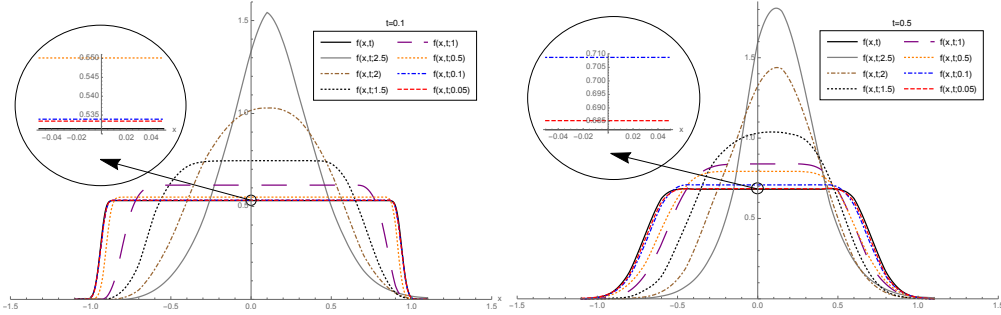 t=0.1
f(x,t) f(x,t;1)
f(x,t;2.5) f(x,t;0.5)
f(x,t;2) f(x,t;0.1)
f(x,t;1.5) f(x,t;0.05)
0.550
0.545
0.540
0.535
x
−0.04 −0.02 0.02 0.04
1.5
1.0
0.5
x
−1.5 −1.0 −0.5 0.0 0.5 1.0 1.5
t=0.5
f(x,t) f(x,t;1)
f(x,t;2.5) f(x,t;0.5)
f(x,t;2) f(x,t;0.1)
f(x,t;1.5) f(x,t;0.05)
0.710
0.705
0.700
0.695
0.690
0.685
x
−0.04 −0.02 0.02 0.04
1.5
0.5
−1.5 −1.0 −0.5 0.0 0.5 1.0 1.5